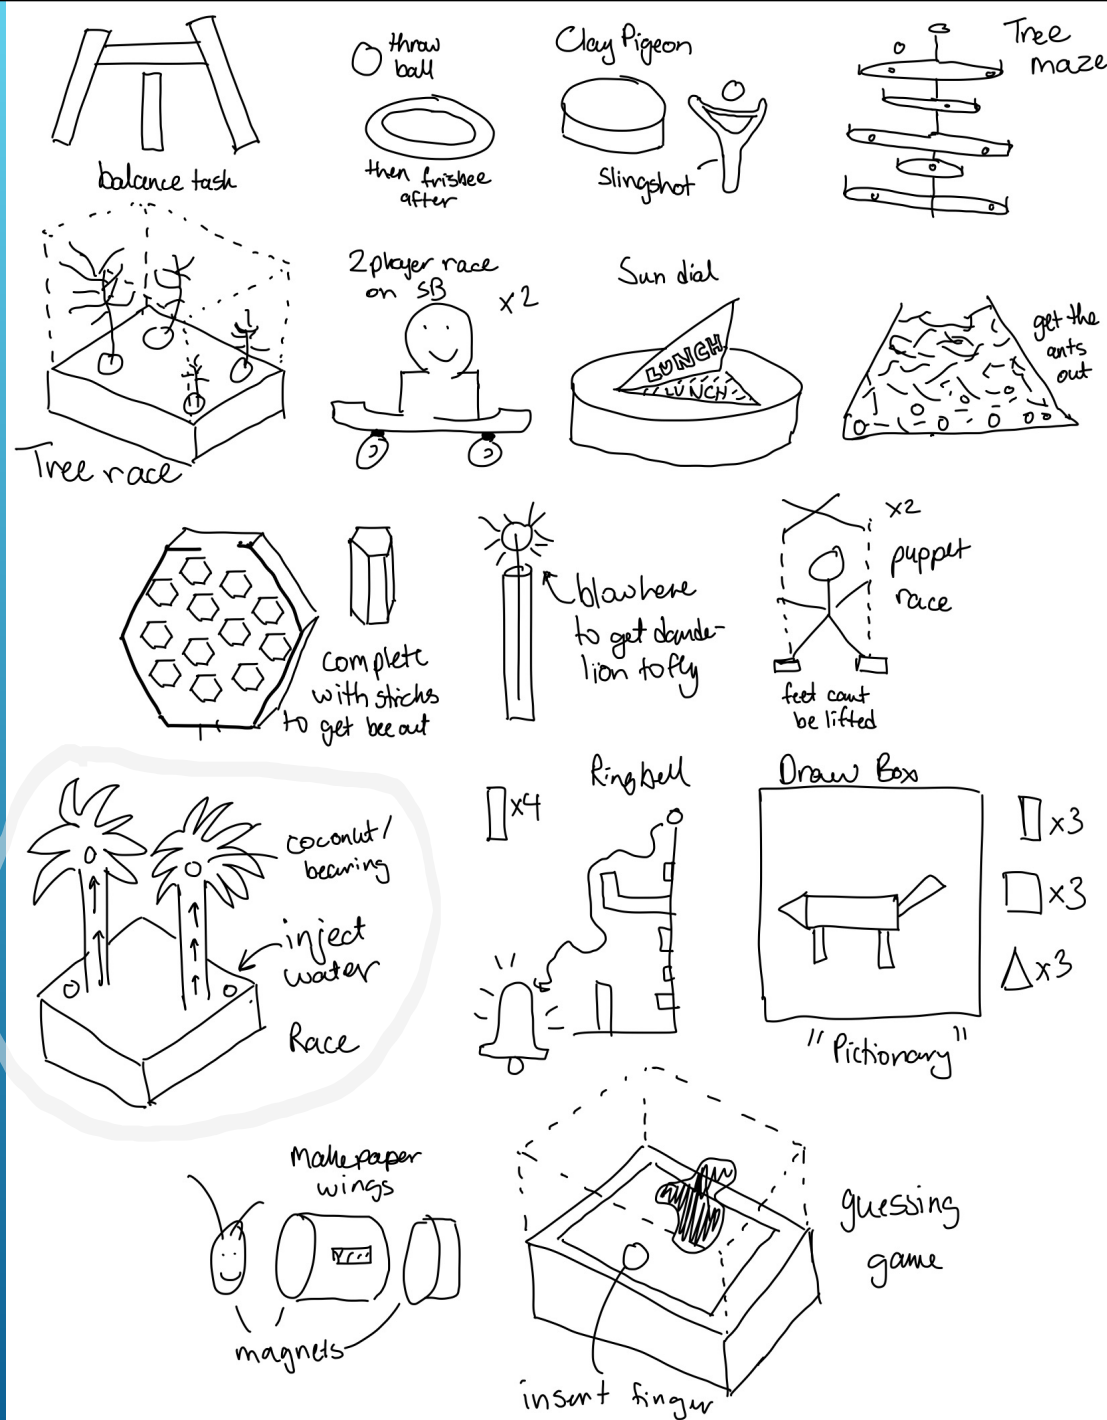 balance task
throw
ball
then frisbee
after
Clay Pigeon
Slingshot
Tree
maze
Tree race
2 player race
on SB
x2
Sun dial
LUNCH
LUNCH
get the
ants
out
complete
with sticks
to get bee out
blow here
to get dande-
lion to fly
x2
puppet
race
feet cant
be lifted
coconut/
bearing
inject
water
Race
x4
Ring bell
Draw Box
x3
x3
x3
"Pictionary"
Make paper
wings
magnets
guessing
game
insert finger